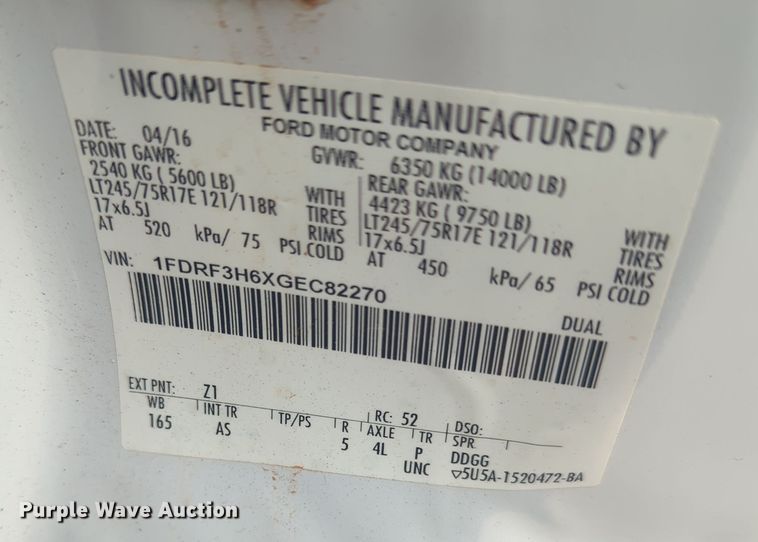 INCOMPLETE VEHICLE MANUFACTURED BY
FORD MOTOR COMPANY
DATE: 04/16 GVWR: 6350 KG (14000 LB)
FRONT GAWR: REAR GAWR:
2540 KG ( 5600 LB) WITH 4423 KG ( 9750 LB) WITH
LT245/75R17E 121/118R TIRES LT245/75R17E 121/118R TIRES
17x6.5J RIMS 17x6.5J RIMS
AT 520 kPa/ 75 PSI.COLD AT 450 kPa/ 65 PSI COLD
VIN: 1FDRF3H6XGEC82270
DUAL
EXT PNT: Z1 RC: 52 DSO:
WB INT TR TP/PS R AXLE TR SPR
165 AS 5 4L P DDGG
UNC ▽5U5A-1520472-BA
Purple Wave Auction